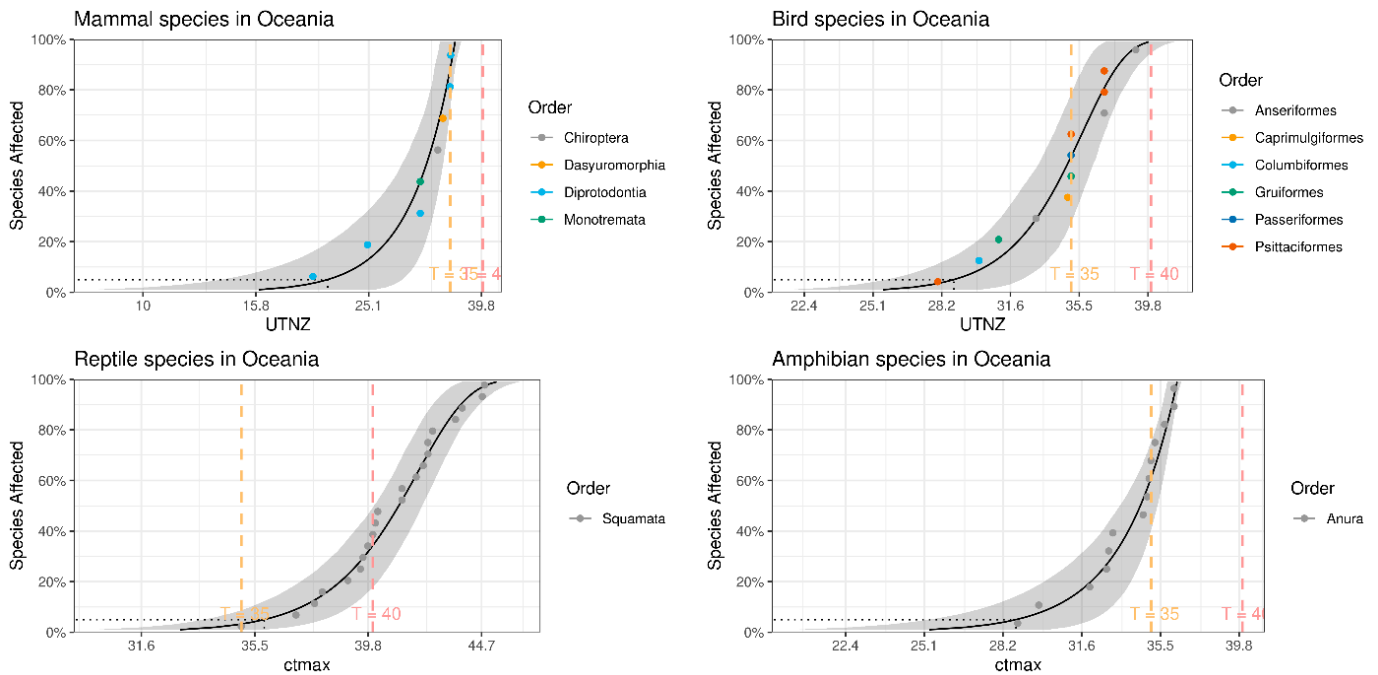 Mammal species in Oceania
100%
80%
60%
40%
20%
0%
Species Affected
T = 35
T = 4
10
15.8
25.1
39.8
UTNZ
Order
Chiroptera
Dasyuromorphia
Diprotodontia
Monotremata
Bird species in Oceania
100%
80%
60%
40%
20%
0%
Species Affected
T = 35
T = 40
22.4
25.1
28.2
31.6
35.5
39.8
UTNZ
Order
Anseriformes
Caprimulgiformes
Columbiformes
Gruiformes
Passeriformes
Psittaciformes
Reptile species in Oceania
100%
80%
60%
40%
20%
0%
Species Affected
T = 35
T = 40
31.6
35.5
39.8
44.7
ctmax
Order
Squamata
Amphibian species in Oceania
100%
80%
60%
40%
20%
0%
Species Affected
T = 35
T = 40
22.4
25.1
28.2
31.6
35.5
39.8
ctmax
Order
Anura